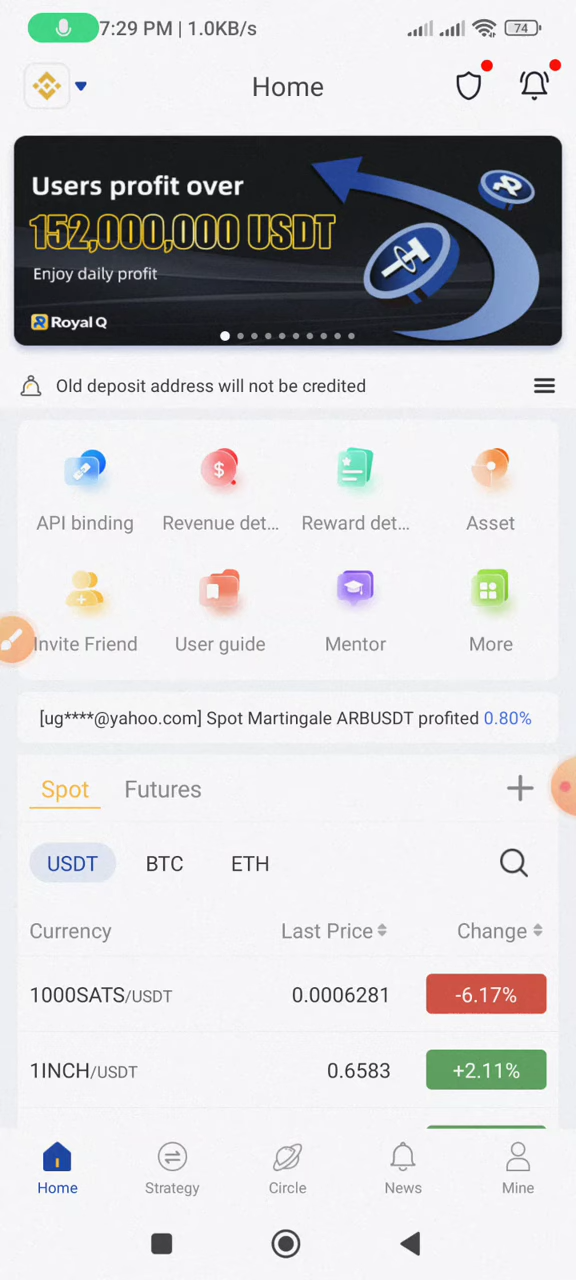 7:29 PM | 1.0KB/s
74
Home
Users profit over
152,000,000 USDT
Enjoy daily profit
Royal Q
Old deposit address will not be credited
API binding
Revenue det...
Reward det...
Asset
Invite Friend
User guide
Mentor
More
[ug****@yahoo.com] Spot Martingale ARBUSDT profited 0.80%
Spot
Futures
USDT
BTC
ETH
Currency
Last Price
Change
1000SATS/USDT
0.0006281
-6.17%
1INCH/USDT
0.6583
+2.11%
Home
Strategy
Circle
News
Mine